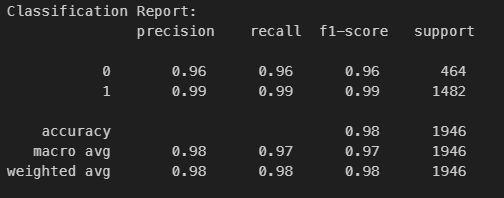 Classification Report:
precision recall f1-score support
0 0.96 0.96 0.96 464
1 0.99 0.99 0.99 1482
accuracy 0.98 1946
macro avg 0.98 0.97 0.97 1946
weighted avg 0.98 0.98 0.98 1946